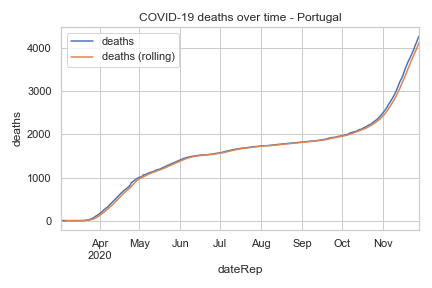 COVID-19 deaths over time - Portugal
deaths
deaths (rolling)
4000
3000
2000
1000
0
deaths
Apr May Jun Jul Aug Sep Oct Nov
2020
dateRep